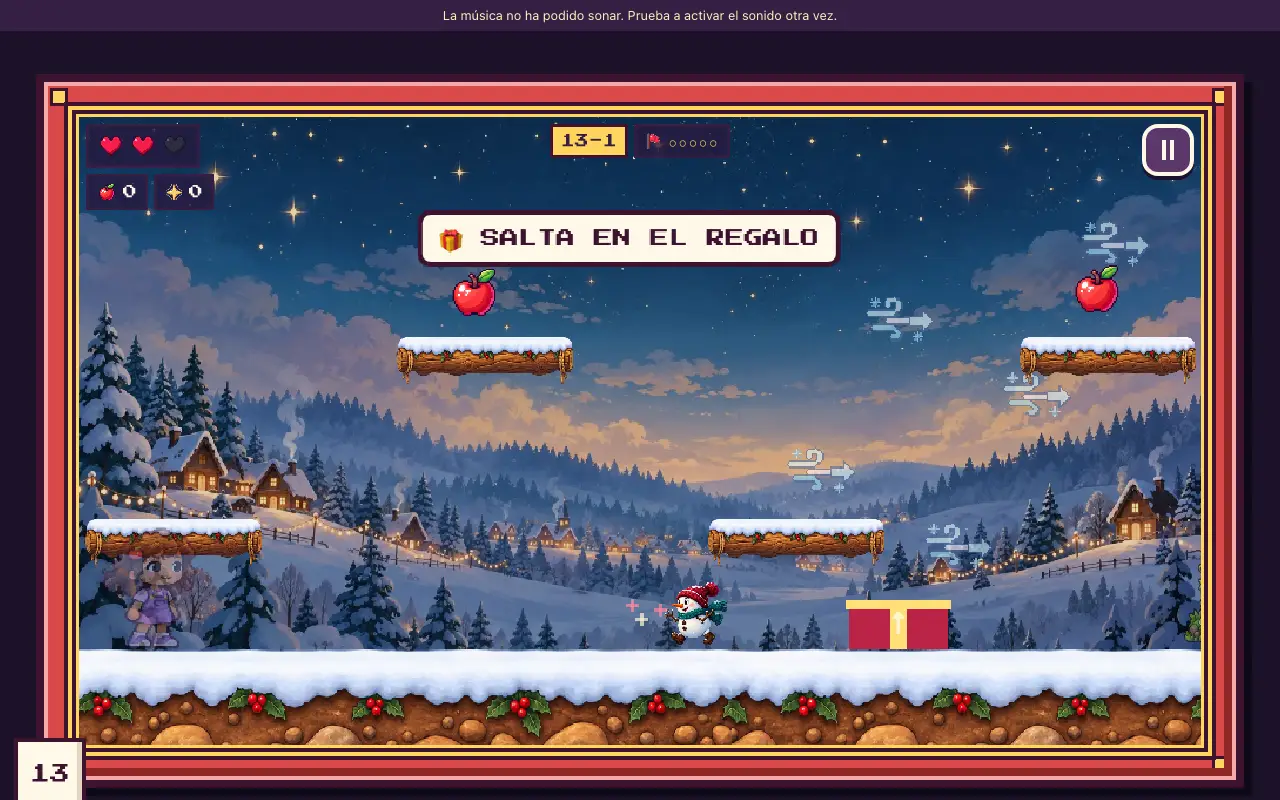 La música no ha podido sonar. Prueba a activar el sonido otra vez.
13-1
0
0
SALTA EN EL REGALO
13